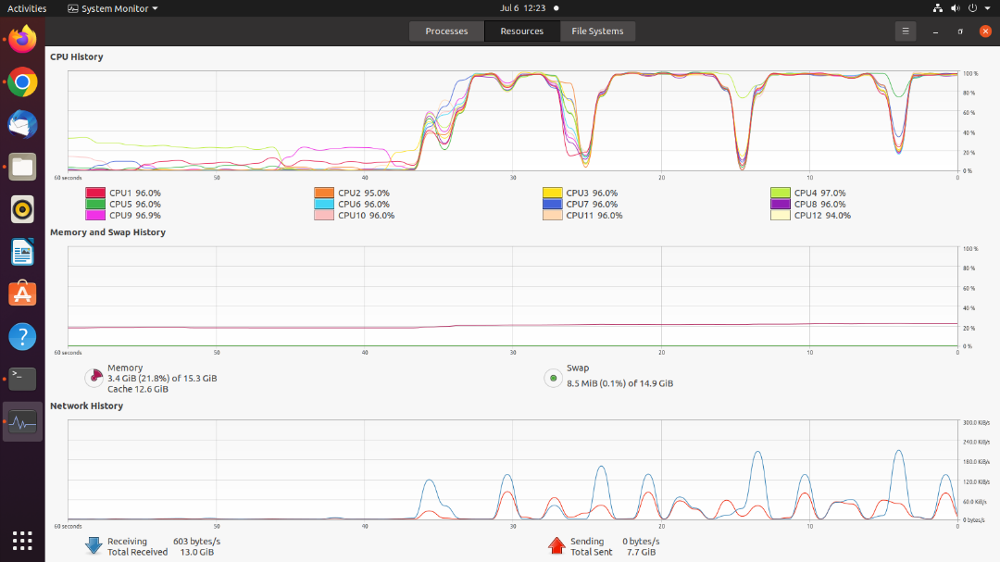 Activities System Monitor Jul 6 12:23
Processes Resources File Systems
CPU History
100 %
80 %
60 %
40 %
20 %
0 %
60 seconds 50 40 30 20 10 0
CPU1 96.0% CPU2 95.0% CPU3 96.0% CPU4 97.0%
CPU5 96.0% CPU6 96.0% CPU7 96.0% CPU8 96.0%
CPU9 96.9% CPU10 96.0% CPU11 96.0% CPU12 94.0%
Memory and Swap History
100 %
80 %
60 %
40 %
20 %
0 %
60 seconds 50 40 30 20 10 0
Memory Swap
3.4 GiB (21.8%) of 15.3 GiB 8.5 MiB (0.1%) of 14.9 GiB
Cache 12.6 GiB
Network History
300.0 KiB/s
240.0 KiB/s
180.0 KiB/s
120.0 KiB/s
60.0 KiB/s
0 bytes/s
60 seconds 50 40 30 20 10 0
Receiving 603 bytes/s Sending 0 bytes/s
Total Received 13.0 GiB Total Sent 7.7 GiB